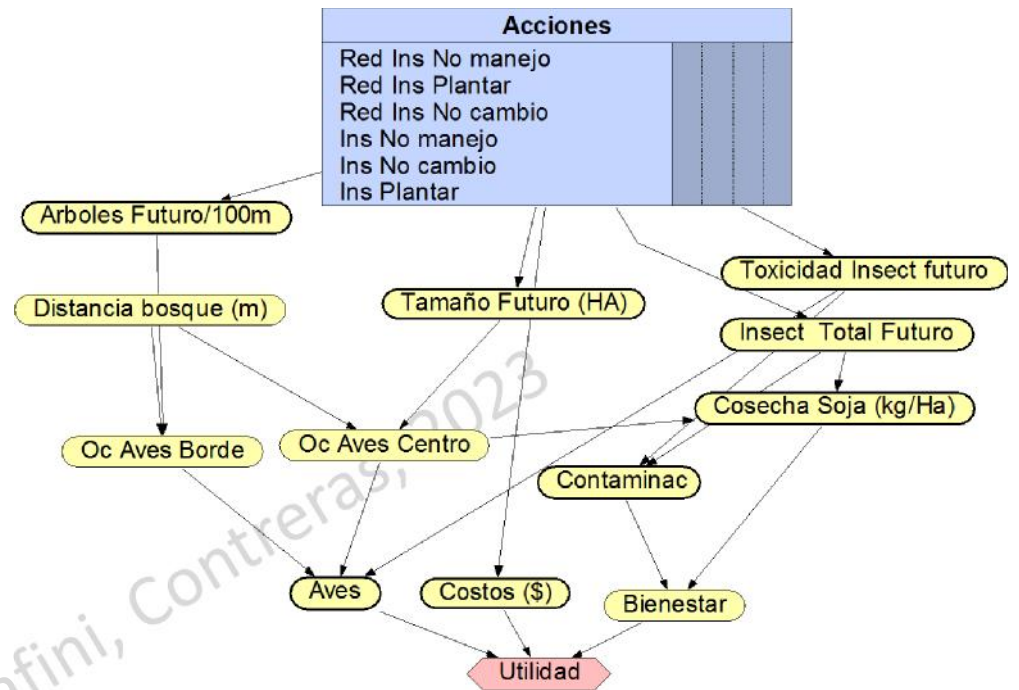 Acciones
Red Ins No manejo
Red Ins Plantar
Red Ins No cambio
Ins No manejo
Ins No cambio
Ins Plantar
Arboles Futuro/100m
Toxicidad Insect futuro
Distancia bosque (m)
Tamaño Futuro (HA)
Insect Total Futuro
Cosecha Soja (kg/Ha)
Oc Aves Borde
Oc Aves Centro
Contaminac
Aves
Costos ($)
Bienestar
Utilidad
Contreras, 2023